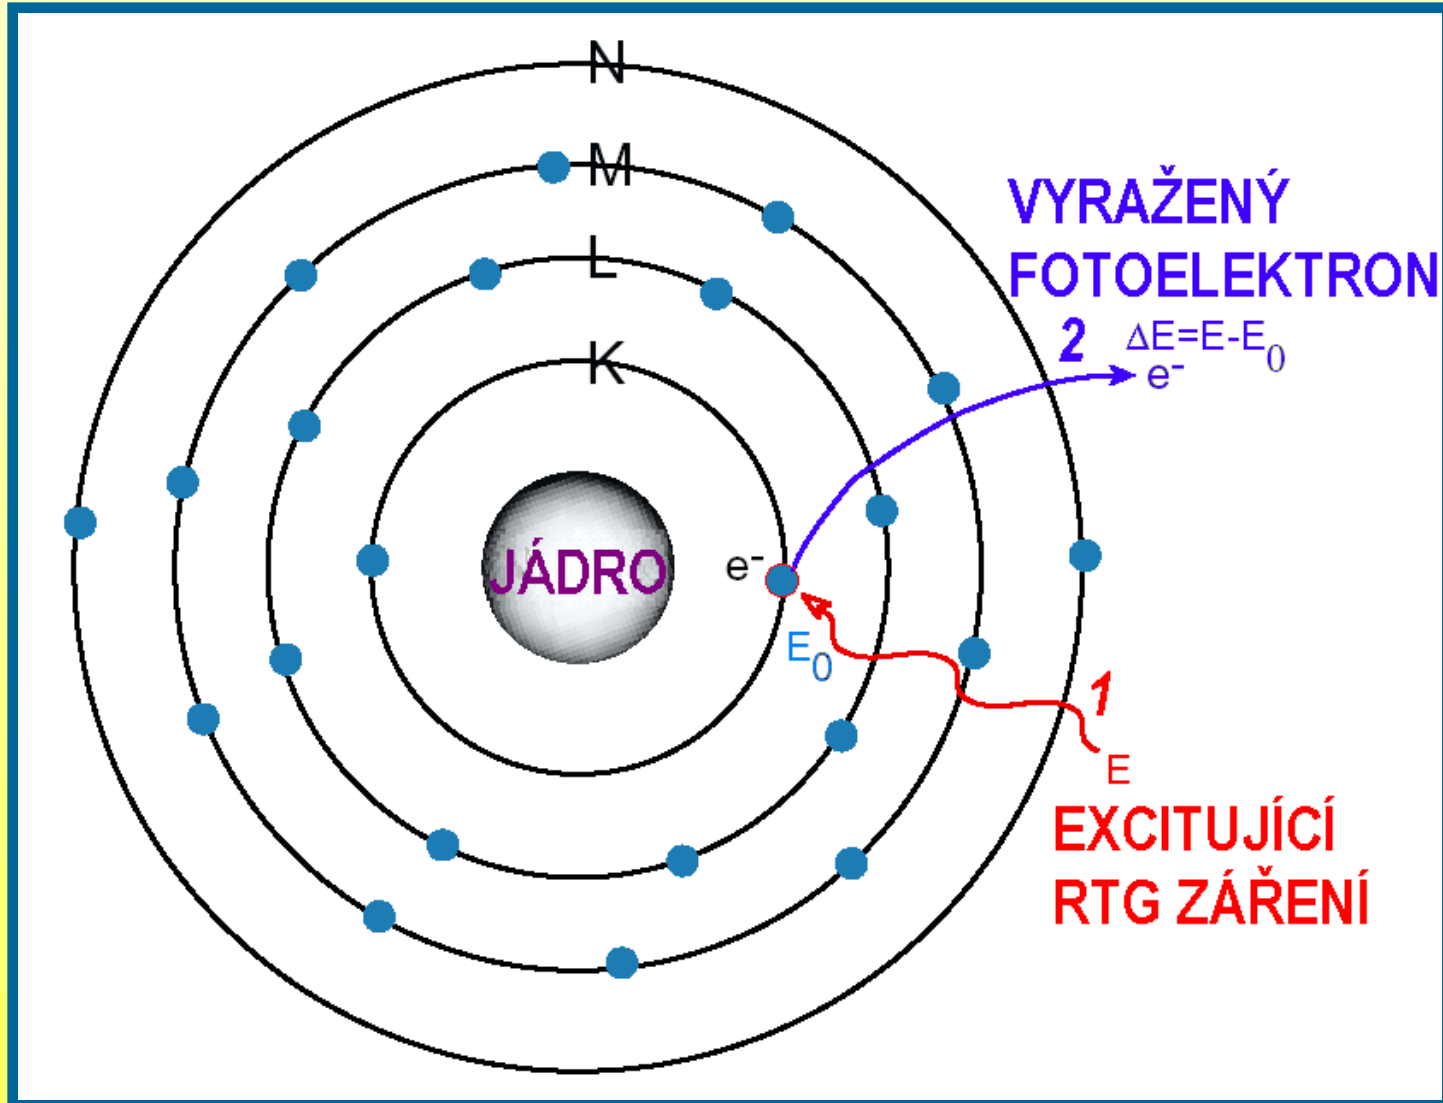 N
M
L
K
VYRAŽENÝ
FOTOELEKTRON
2 ΔE=E-E₀
e⁻
JÁDRO
e⁻
E₀
1
E
EXCITUJÍCÍ
RTG ZÁŘENÍ